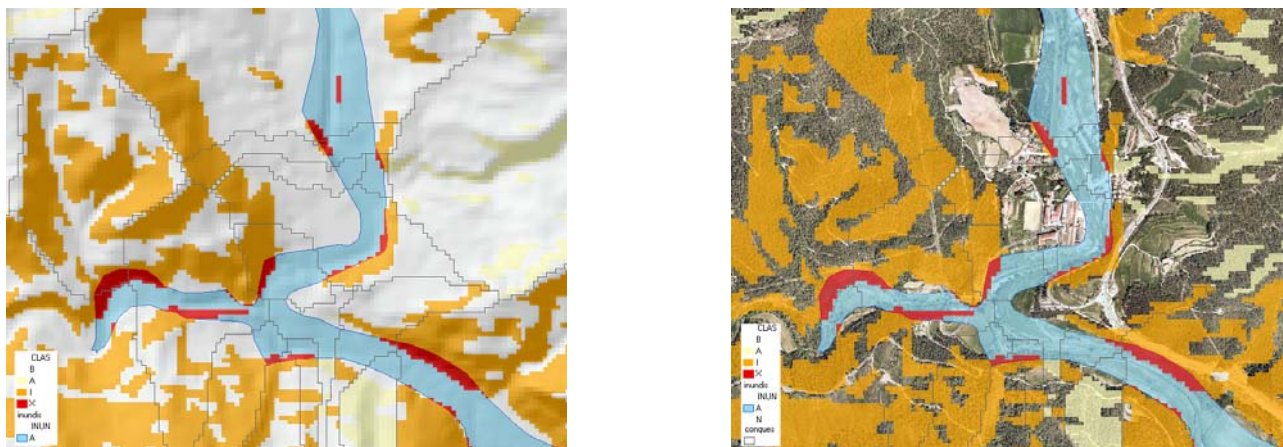 CLAS
B
A
I
X
inundis
INUN
A
CLAS
B
A
I
X
inundis
INUN
A
N
conques